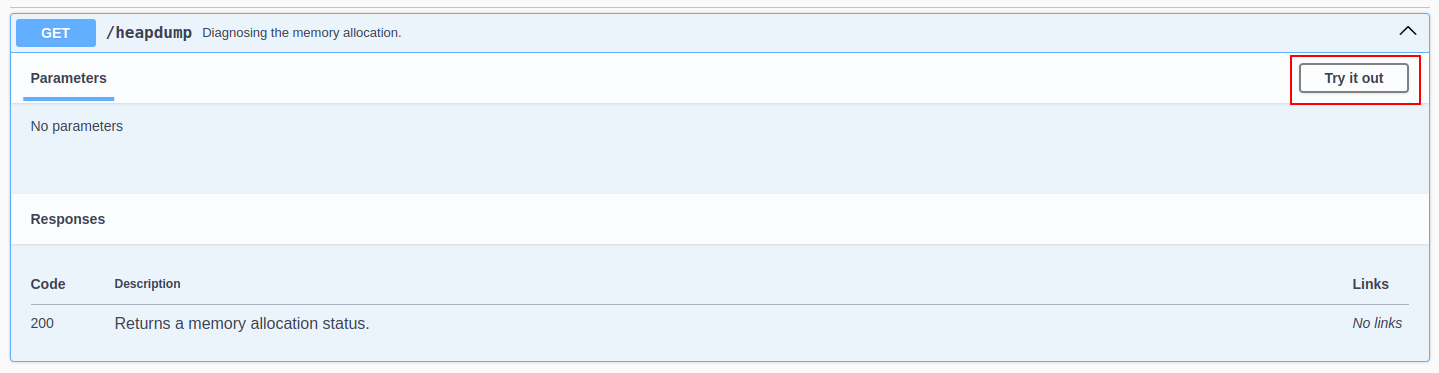 GET /heapdump Diagnosing the memory allocation.
Parameters Try it out
No parameters
Responses
Code Description Links
200 Returns a memory allocation status. No links